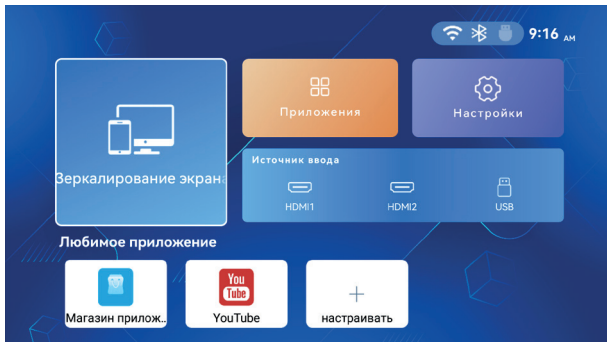 9:16 AM
Приложения
Настройки
Зеркалирование экрана
Источник ввода
HDMI1
HDMI2
USB
Любимое приложение
Магазин прилож..
You
Tube
YouTube
настраивать